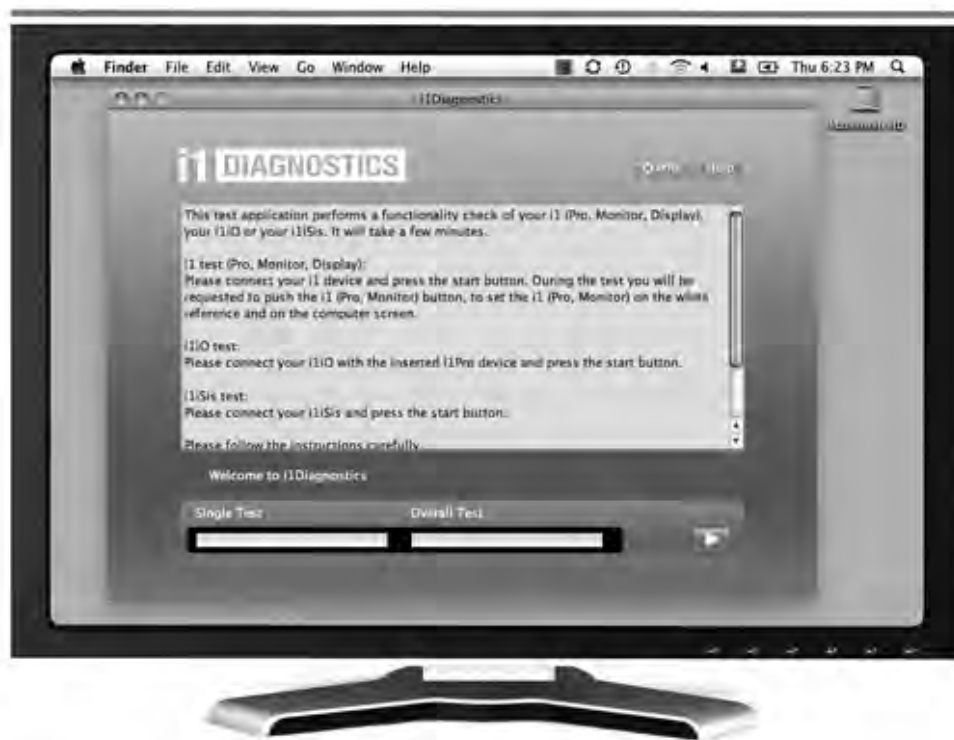 Finder File Edit View Go Window Help Thu 6:23 PM
i1Diagnostics
i1 DIAGNOSTICS
This test application performs a functionality check of your i1 (Pro, Monitor, Display),
your i1iO or your i1iSis. It will take a few minutes.
i1 test (Pro, Monitor, Display):
Please connect your i1 device and press the start button. During the test you will be
requested to push the i1 (Pro, Monitor) button, to set the i1 (Pro, Monitor) on the white
reference and on the computer screen.
i1iO test:
Please connect your i1iO with the inserted i1Pro device and press the start button.
i1iSis test:
Please connect your i1iSis and press the start button.
Please follow the instructions carefully
Welcome to i1Diagnostics
Single Test Overall Test